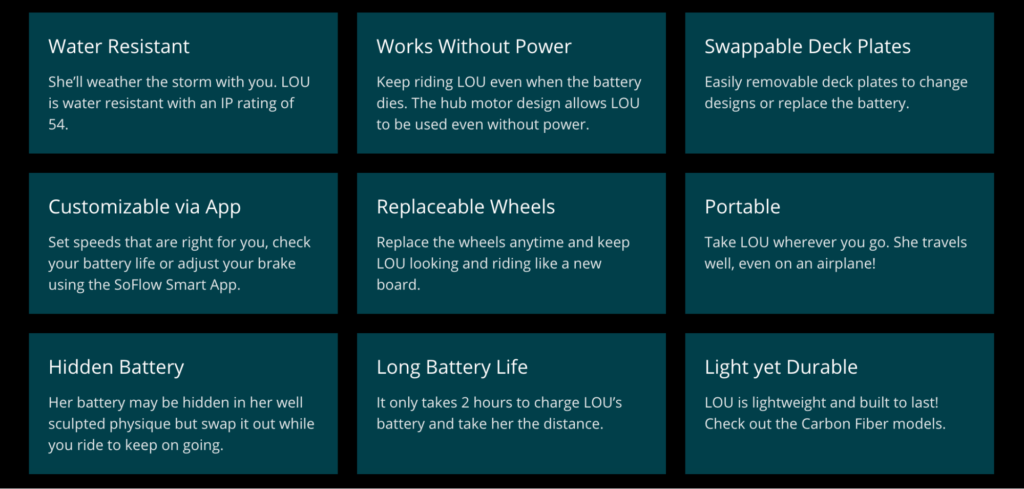 Water Resistant
She’ll weather the storm with you. LOU
is water resistant with an IP rating of
54.
Works Without Power
Keep riding LOU even when the battery
dies. The hub motor design allows LOU
to be used even without power.
Swappable Deck Plates
Easily removable deck plates to change
designs or replace the battery.
Customizable via App
Set speeds that are right for you, check
your battery life or adjust your brake
using the SoFlow Smart App.
Replaceable Wheels
Replace the wheels anytime and keep
LOU looking and riding like a new
board.
Portable
Take LOU wherever you go. She travels
well, even on an airplane!
Hidden Battery
Her battery may be hidden in her well
sculpted physique but swap it out while
you ride to keep on going.
Long Battery Life
It only takes 2 hours to charge LOU’s
battery and take her the distance.
Light yet Durable
LOU is lightweight and built to last!
Check out the Carbon Fiber models.